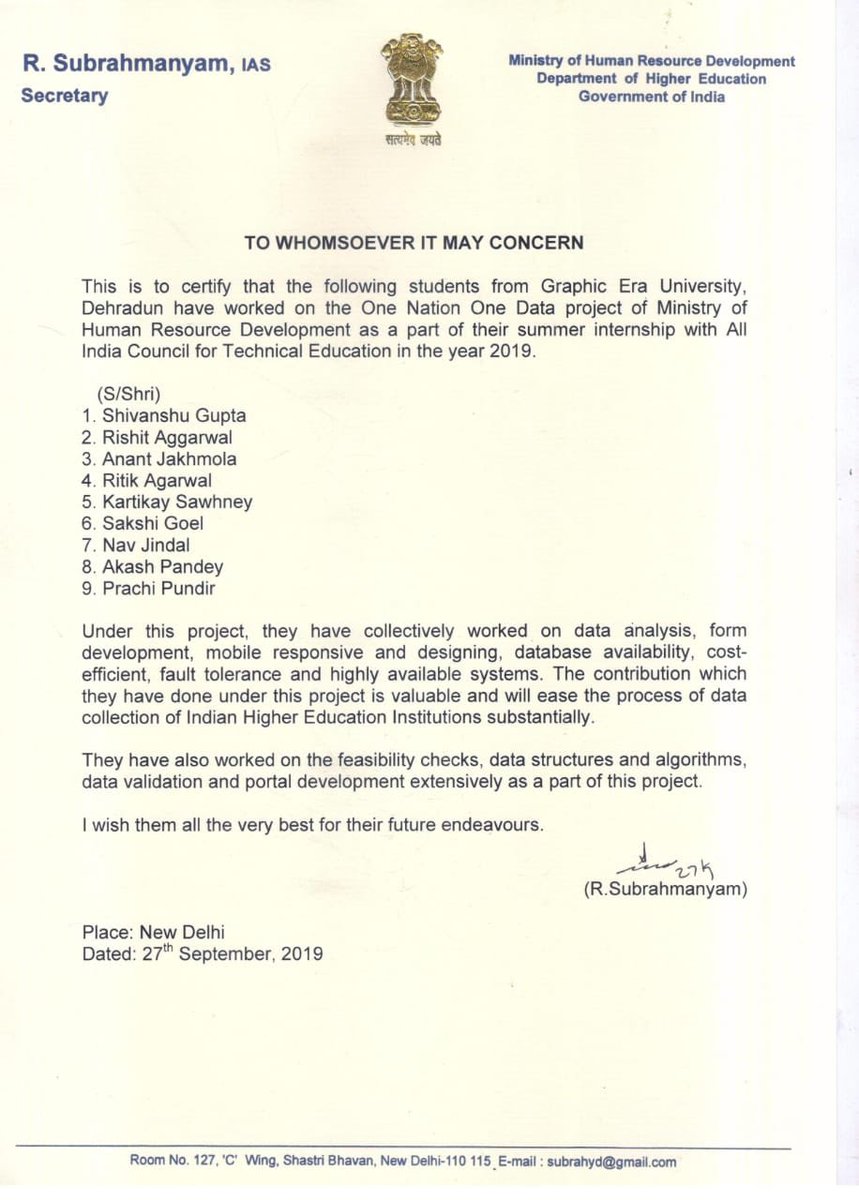 R. Subrahmanyam, IAS
Secretary
सत्यमेव जयते
Ministry of Human Resource Development
Department of Higher Education
Government of India
TO WHOMSOEVER IT MAY CONCERN
This is to certify that the following students from Graphic Era University,
Dehradun have worked on the One Nation One Data project of Ministry of
Human Resource Development as a part of their summer internship with All
India Council for Technical Education in the year 2019.
(S/Shri)
1. Shivanshu Gupta
2. Rishit Aggarwal
3. Anant Jakhmola
4. Ritik Agarwal
5. Kartikay Sawhney
6. Sakshi Goel
7. Nav Jindal
8. Akash Pandey
9. Prachi Pundir
Under this project, they have collectively worked on data analysis, form
development, mobile responsive and designing, database availability, cost-
efficient, fault tolerance and highly available systems. The contribution which
they have done under this project is valuable and will ease the process of data
collection of Indian Higher Education Institutions substantially.
They have also worked on the feasibility checks, data structures and algorithms,
data validation and portal development extensively as a part of this project.
I wish them all the very best for their future endeavours.
(R.Subrahmanyam)
Place: New Delhi
Dated: 27th September, 2019
Room No. 127, 'C' Wing, Shastri Bhavan, New Delhi-110 115 E-mail : subrahyd@gmail.com